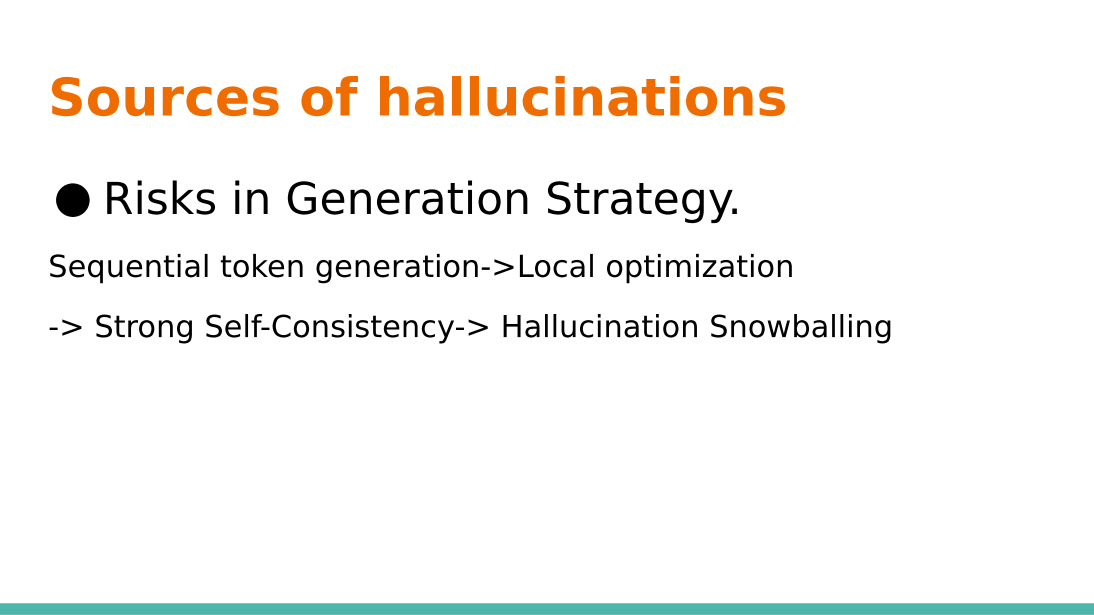 Sources of hallucinations
● Risks in Generation Strategy.
Sequential token generation->Local optimization
-> Strong Self-Consistency-> Hallucination Snowballing